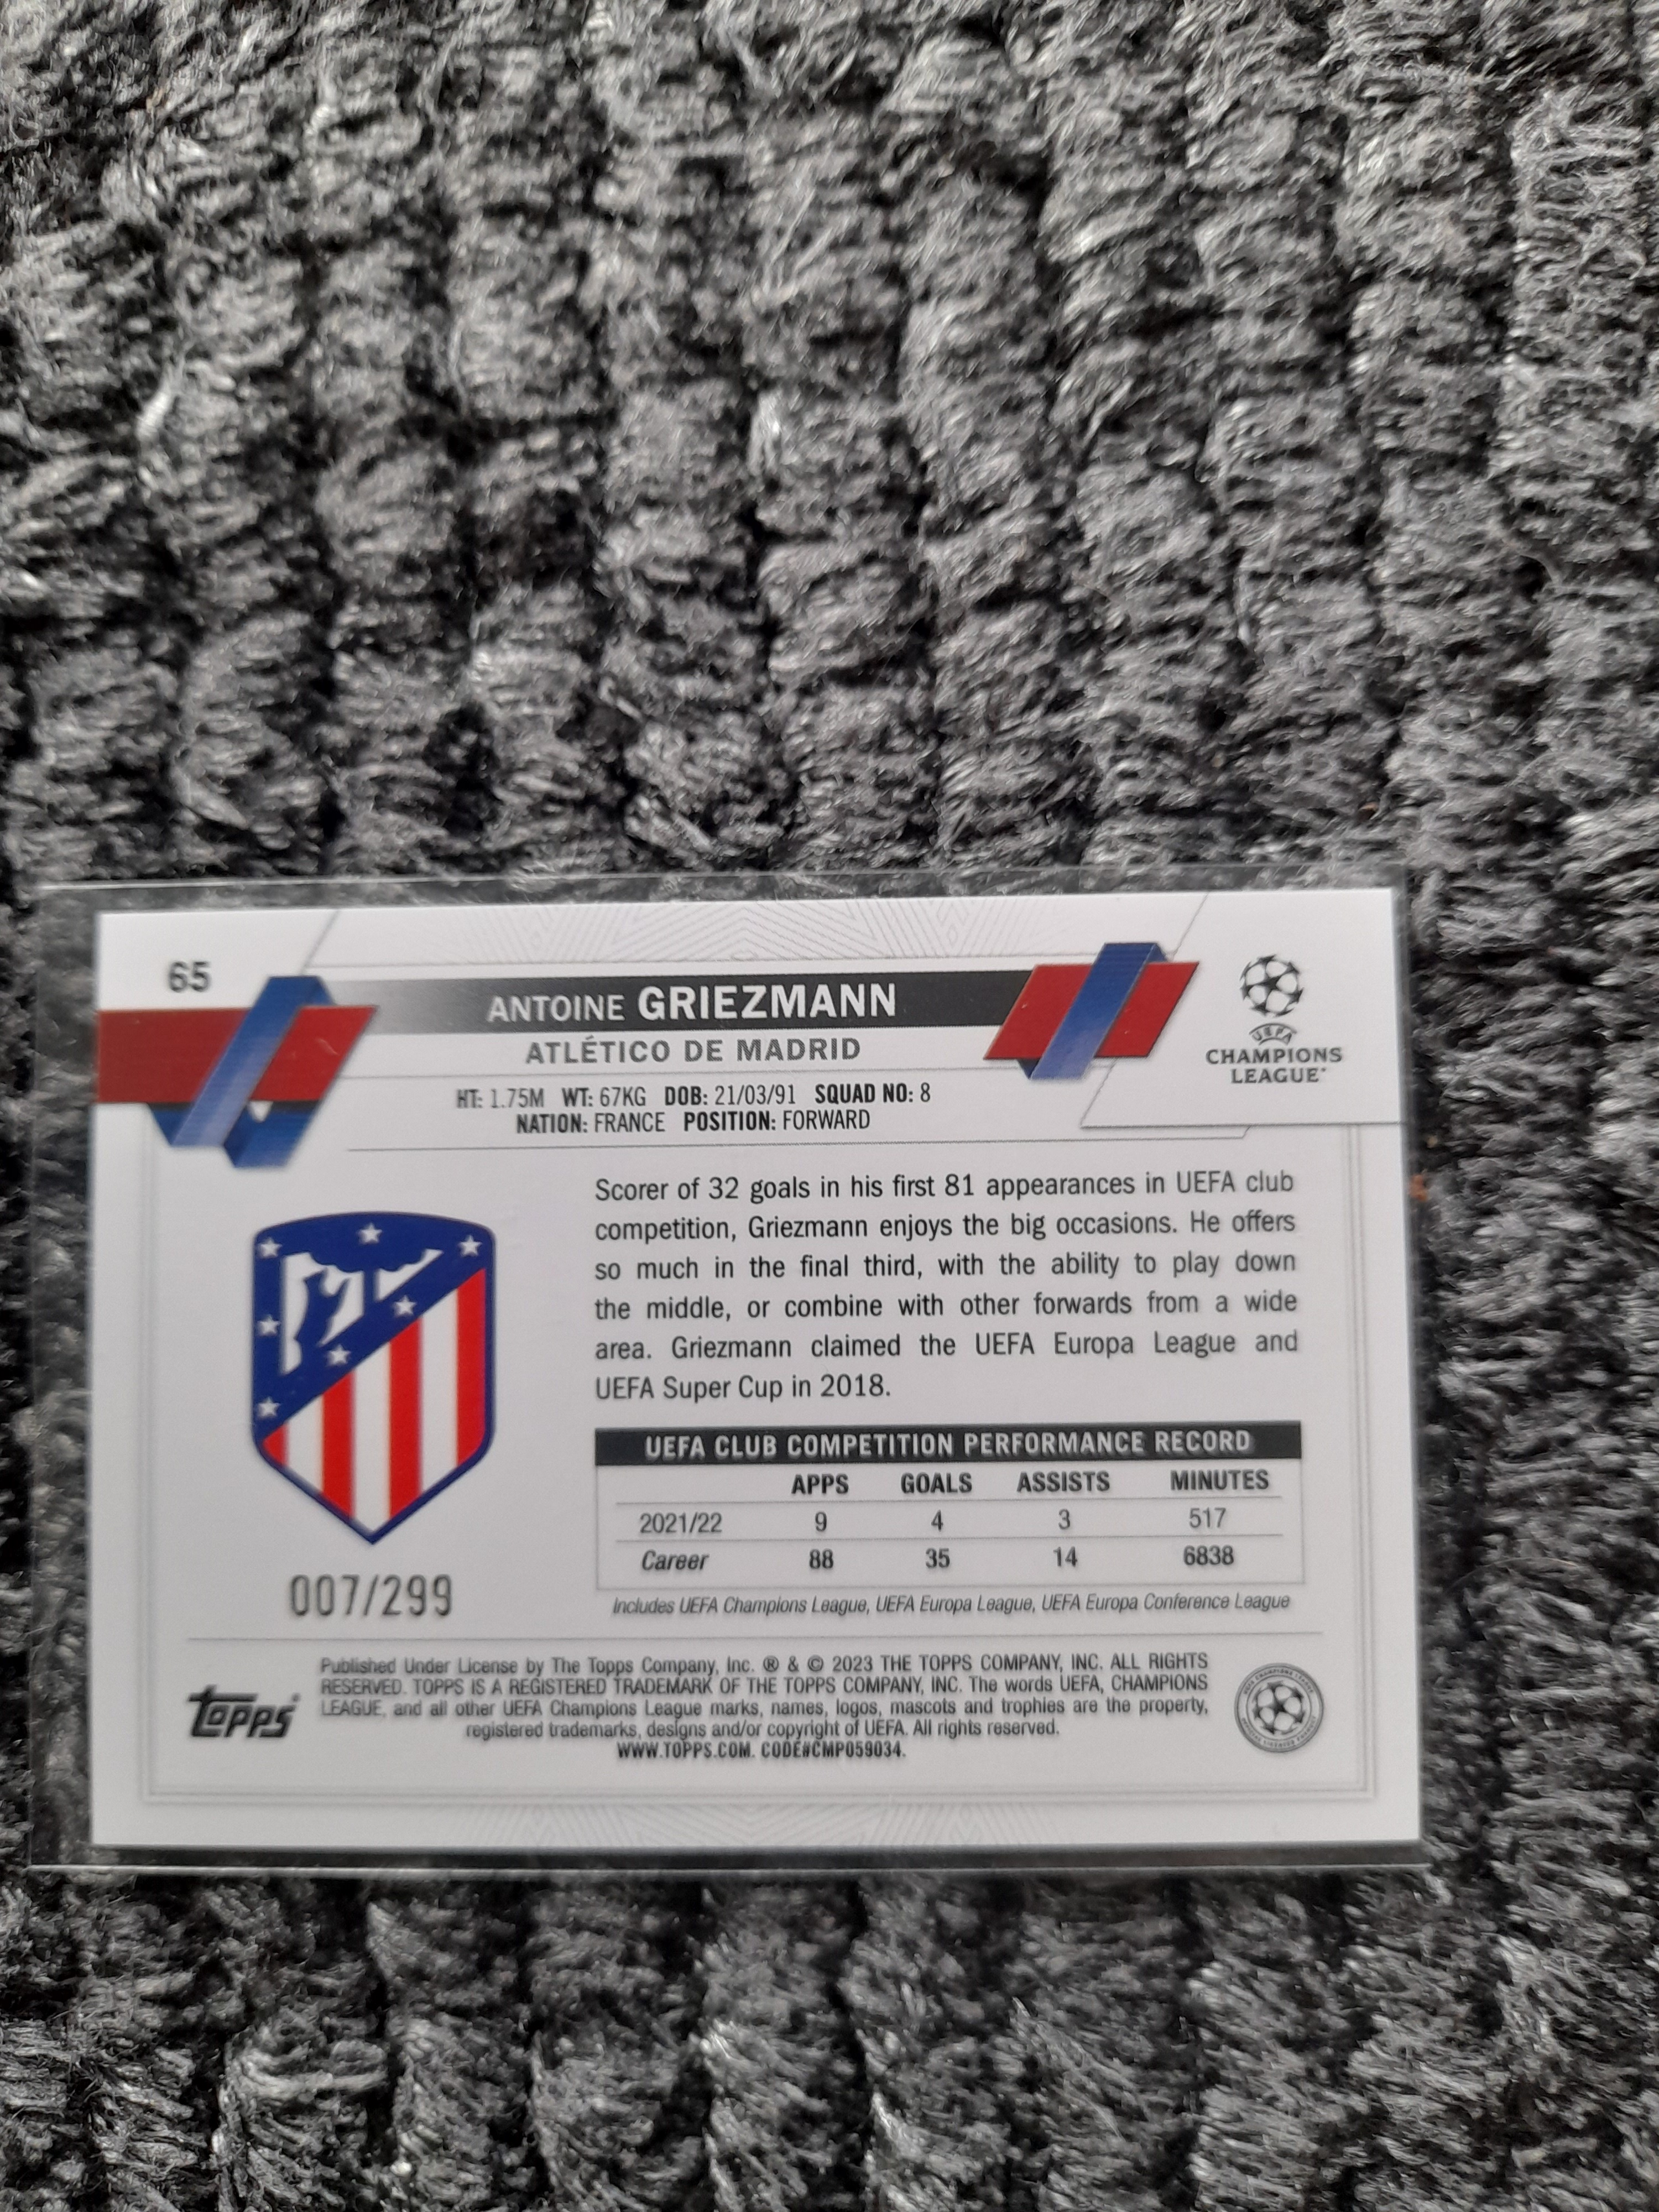 65
ANTOINE GRIEZMANN
ATLÉTICO DE MADRID
HT: 1.75M WT: 67KG DOB: 21/03/91 SQUAD NO: 8
NATION: FRANCE POSITION: FORWARD
UEFA
CHAMPIONS
LEAGUE
Scorer of 32 goals in his first 81 appearances in UEFA club
competition, Griezmann enjoys the big occasions. He offers
so much in the final third, with the ability to play down
the middle, or combine with other forwards from a wide
area. Griezmann claimed the UEFA Europa League and
UEFA Super Cup in 2018.
UEFA CLUB COMPETITION PERFORMANCE RECORD
APPS GOALS ASSISTS MINUTES
2021/22 9 4 3 517
Career 88 35 14 6838
Includes UEFA Champions League, UEFA Europa League, UEFA Europa Conference League
007/299
Published Under License by The Topps Company, Inc. ® & © 2023 THE TOPPS COMPANY, INC. ALL RIGHTS
RESERVED. TOPPS IS A REGISTERED TRADEMARK OF THE TOPPS COMPANY, INC. The words UEFA, CHAMPIONS
LEAGUE, and all other UEFA Champions League marks, names, logos, mascots and trophies are the property,
registered trademarks, designs and/or copyright of UEFA. All rights reserved.
WWW.TOPPS.COM. CODE#CMP059034.
topps